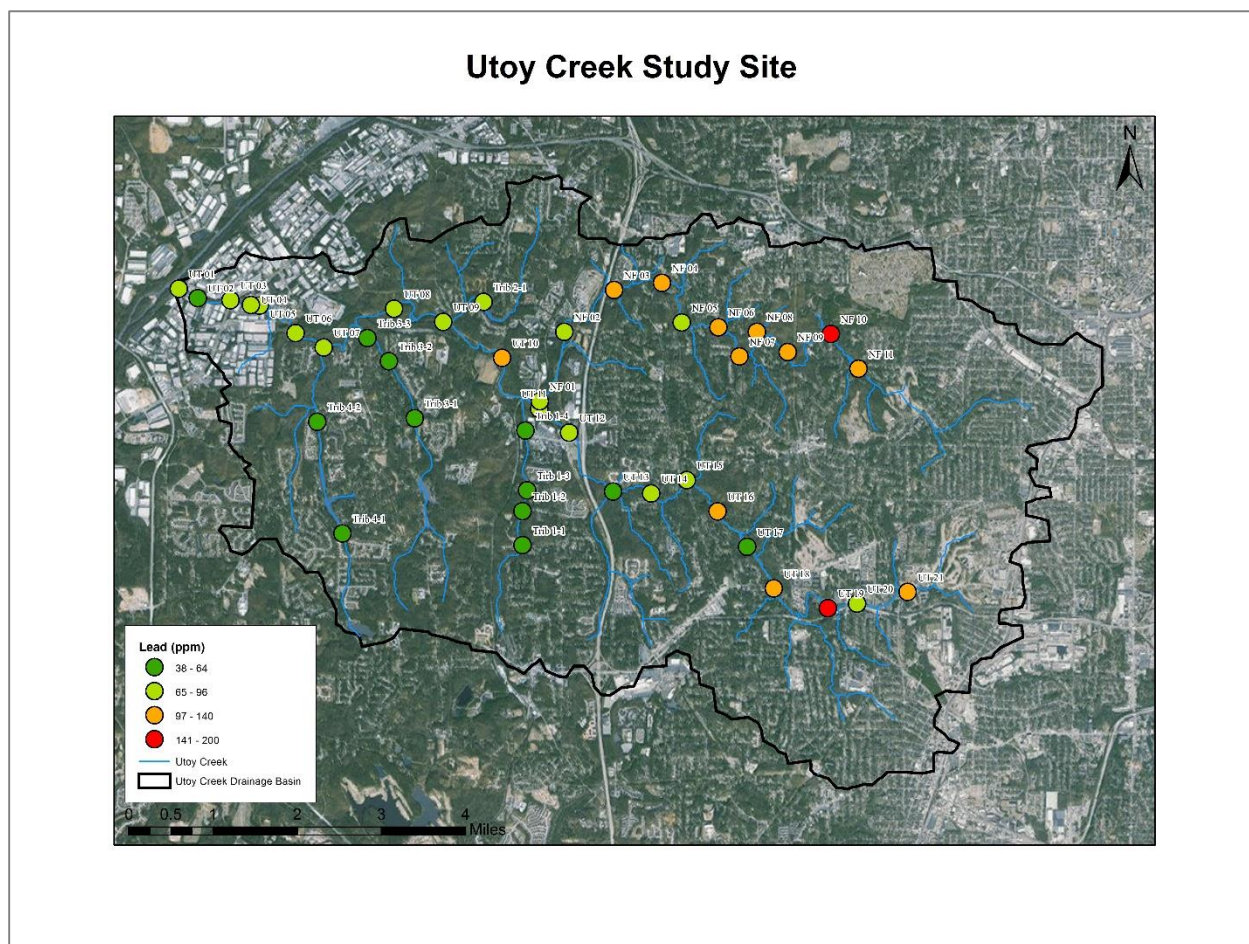 Utoy Creek Study Site
N
UT 01
UT 02
UT 03
UT 04
UT 05
UT 06
UT 07
UT 08
UT 09
Trib 2-1
Trib 3-3
Trib 3-2
Trib 3-1
Trib 4-2
Trib 4-1
UT 10
UT 11
NF 01
NF 02
Trib 1-4
UT 12
Trib 1-3
Trib 1-2
Trib 1-1
NF 03
NF 04
NF 05
NF 06
NF 07
NF 08
NF 09
NF 10
NF 11
UT 13
UT 14
UT 15
UT 16
UT 17
UT 18
UT 19
UT 20
UT 21
Lead (ppm)
38 - 64
65 - 96
97 - 140
141 - 200
Utoy Creek
Utoy Creek Drainage Basin
0 0.5 1 2 3 4
Miles